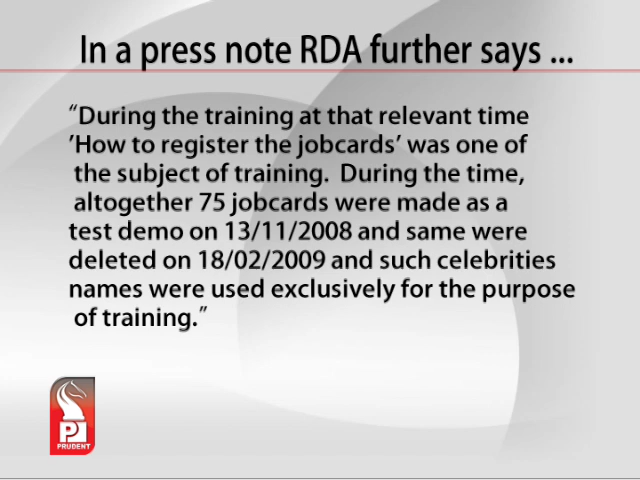 In a press note RDA further says ...
“During the training at that relevant time
’How to register the jobcards’ was one of
the subject of training.  During the time,
altogether 75 jobcards were made as a
test demo on 13/11/2008 and same were
deleted on 18/02/2009 and such celebrities
names were used exclusively for the purpose
of training.”
P
PRUDENT